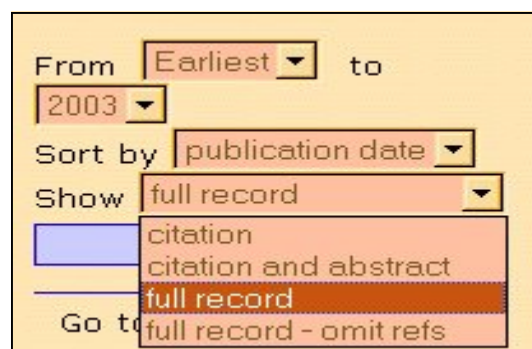 From Earliest to
2003
Sort by publication date
Show full record
citation
citation and abstract
full record
Go to full record - omit refs